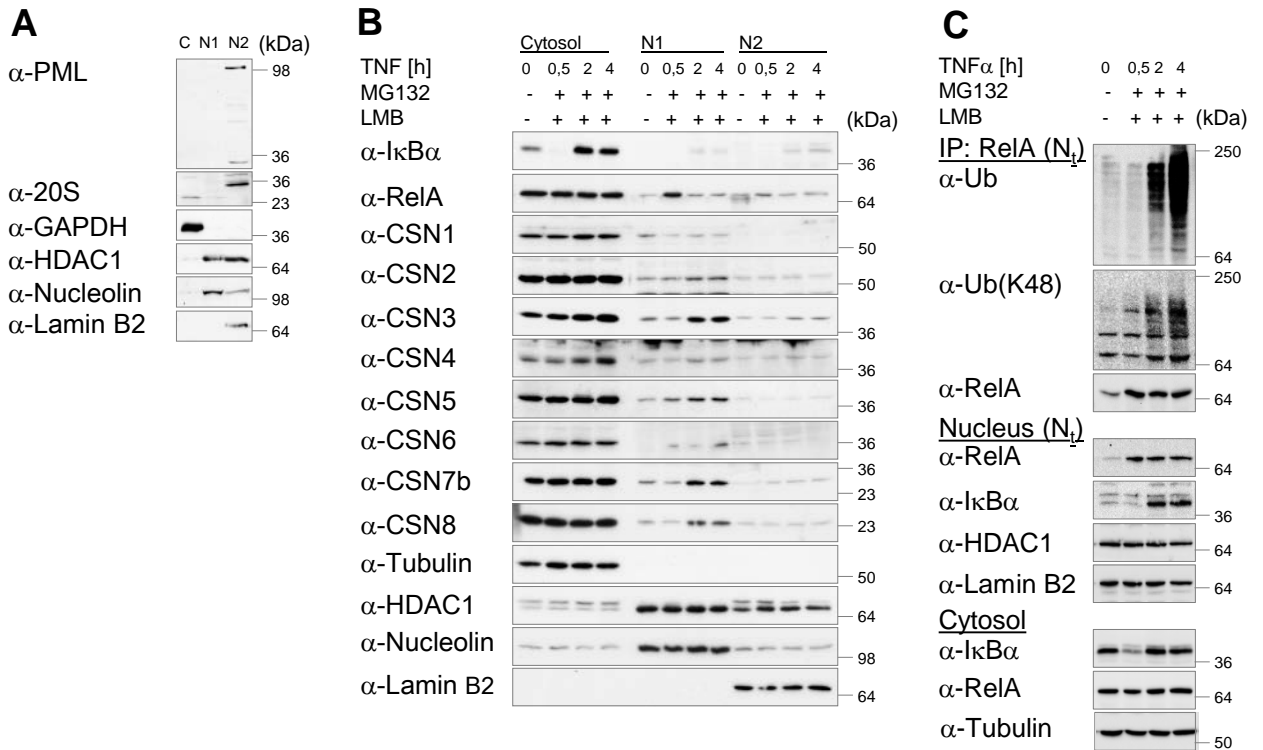 A
C N1 N2 (kDa)
α-PML
98
36
α-20S
36
23
α-GAPDH
36
α-HDAC1
64
α-Nucleolin
98
α-Lamin B2
64
B
Cytosol N1 N2
TNF [h] 0 0,5 2 4 0 0,5 2 4 0 0,5 2 4
MG132 - + + + - + + + - + + +
LMB - + + + - + + + - + + + (kDa)
α-IκBα
36
α-RelA
64
α-CSN1
50
α-CSN2
50
α-CSN3
36
α-CSN4
36
α-CSN5
36
α-CSN6
36
α-CSN7b
36
23
α-CSN8
23
α-Tubulin
50
α-HDAC1
64
α-Nucleolin
98
α-Lamin B2
64
C
TNFα [h] 0 0,5 2 4
MG132 - + + +
LMB - + + + (kDa)
IP: RelA (Nt)
α-Ub
250
64
α-Ub(K48)
250
64
α-RelA
64
Nucleus (Nt)
α-RelA
64
α-IκBα
36
α-HDAC1
64
α-Lamin B2
64
Cytosol
α-IκBα
36
α-RelA
64
α-Tubulin
50